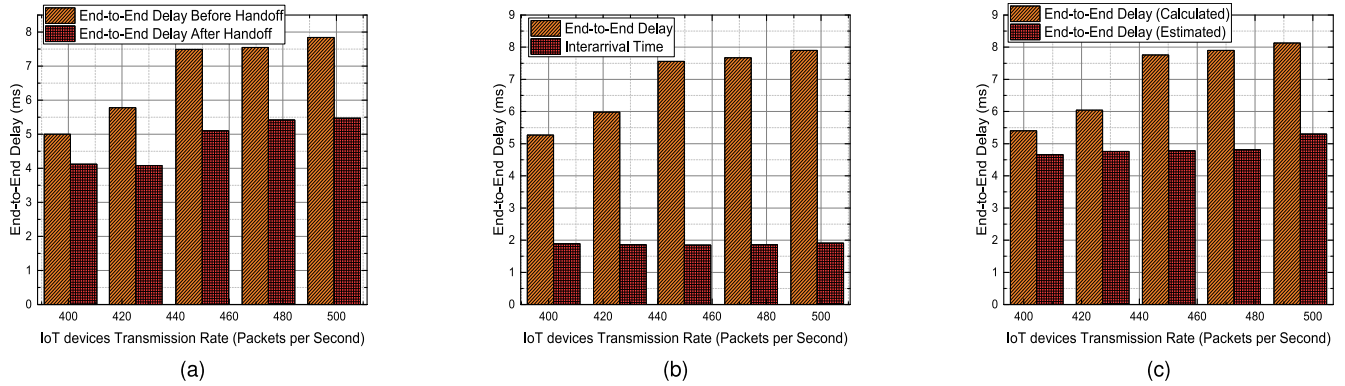 End-to-End Delay Before Handoff
End-to-End Delay After Handoff
8
7
6
5
4
3
2
1
0
End-to-End Delay (ms)
400 420 440 460 480 500
IoT devices Transmission Rate (Packets per Second)
(a)
End-to-End Delay
Interarrival Time
9
8
7
6
5
4
3
2
1
0
End-to-End Delay (ms)
400 420 440 460 480 500
IoT devices Transmission Rate (Packets per Second)
(b)
End-to-End Delay (Calculated)
End-to-End Delay (Estimated)
9
8
7
6
5
4
3
2
1
0
End-to-End Delay (ms)
400 420 440 460 480 500
IoT devices Transmission Rate (Packets per Second)
(c)